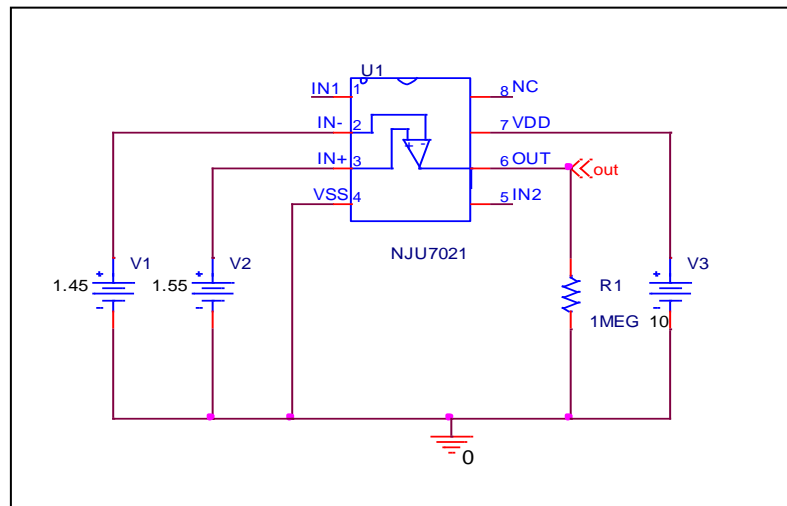 U1
IN1 1 8 NC
IN- 2 7 VDD
+ -
IN+ 3 6 OUT out
VSS 4 5 IN2
NJU7021
+ V1 + V2 + V3
1.45 1.55 R1
- - 1MEG 10 -
0